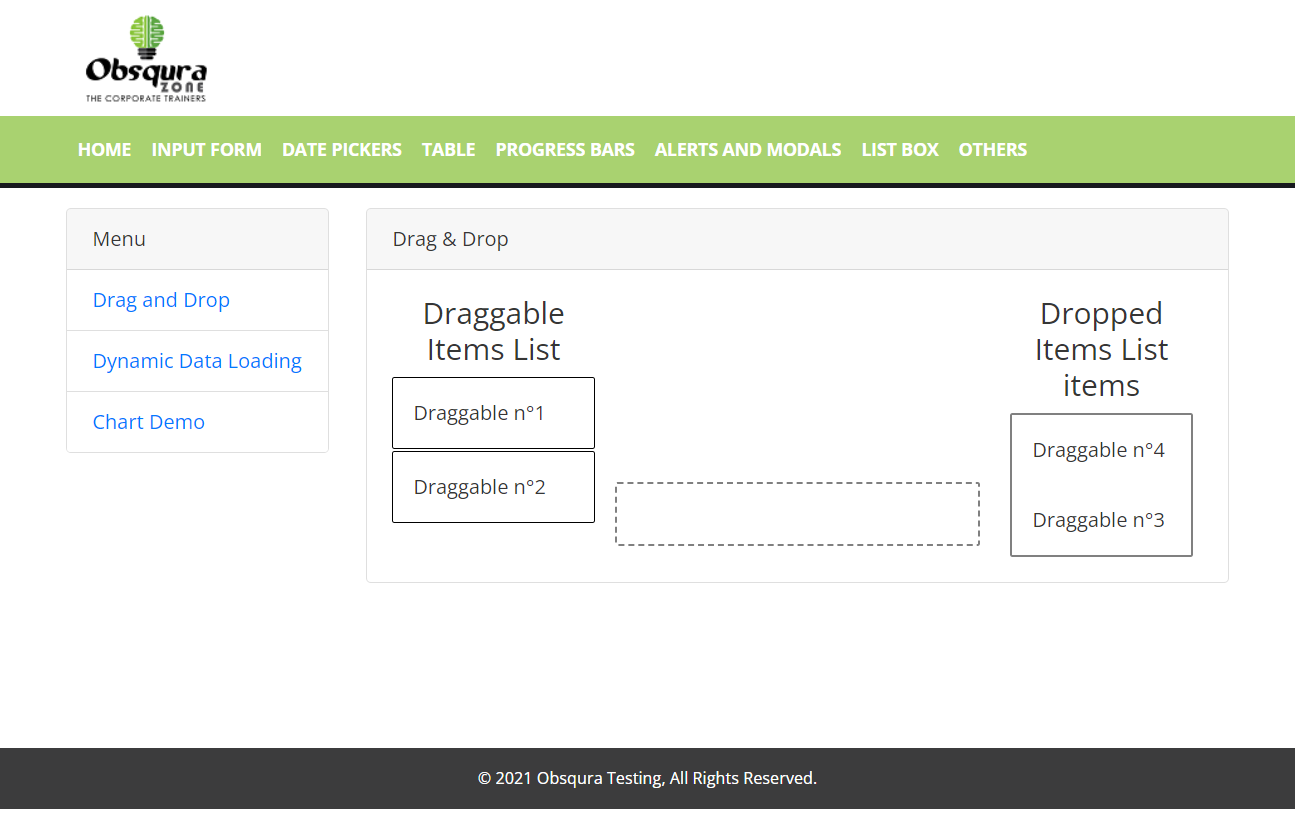 Obsqura
ZONE
THE CORPORATE TRAINERS
HOME INPUT FORM DATE PICKERS TABLE PROGRESS BARS ALERTS AND MODALS LIST BOX OTHERS
Menu
Drag and Drop
Dynamic Data Loading
Chart Demo
Drag & Drop
Draggable
Items List
Draggable n°1
Draggable n°2
Dropped
Items List
items
Draggable n°4
Draggable n°3
© 2021 Obsqura Testing, All Rights Reserved.